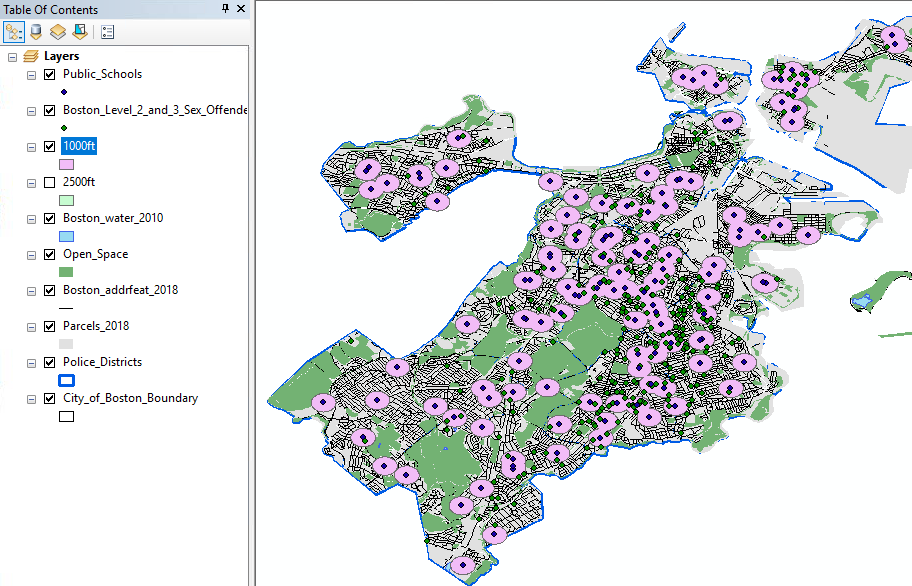 Table Of Contents
Layers
Public_Schools
Boston_Level_2_and_3_Sex_Offende
1000ft
2500ft
Boston_water_2010
Open_Space
Boston_addrfeat_2018
Parcels_2018
Police_Districts
City_of_Boston_Boundary